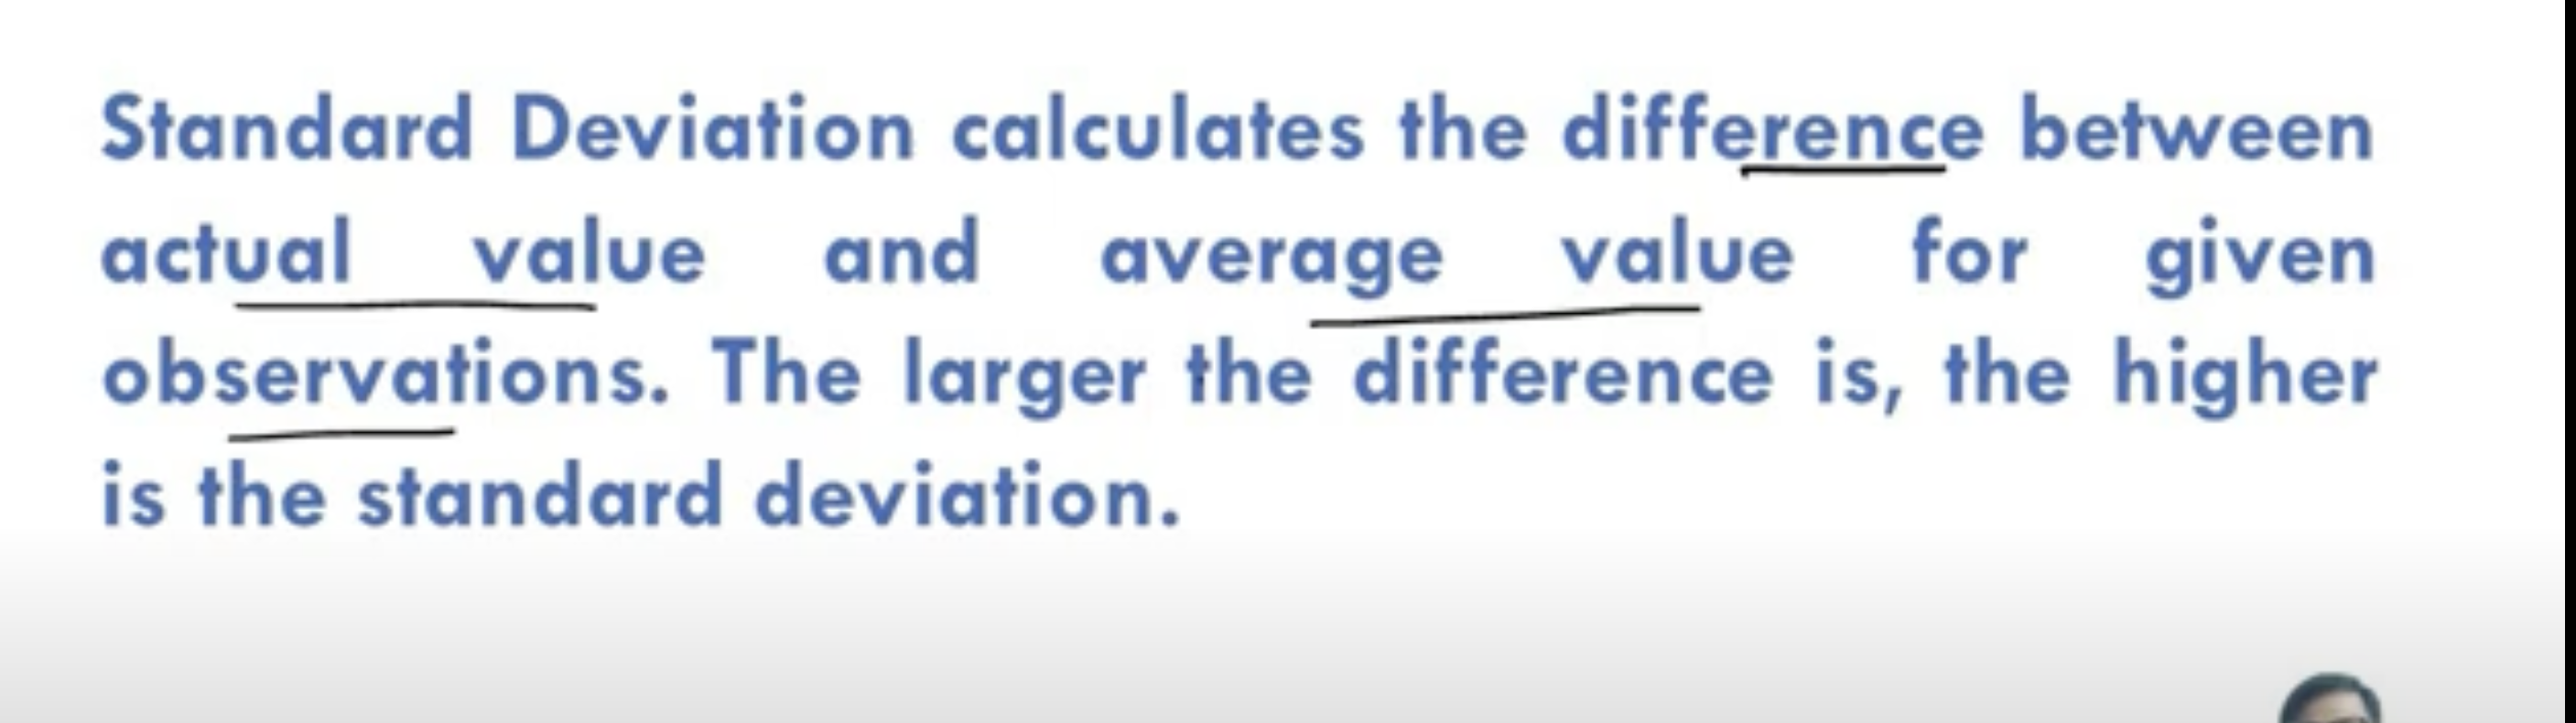 Standard Deviation calculates the difference between
actual value and average value for given
observations. The larger the difference is, the higher
is the standard deviation.